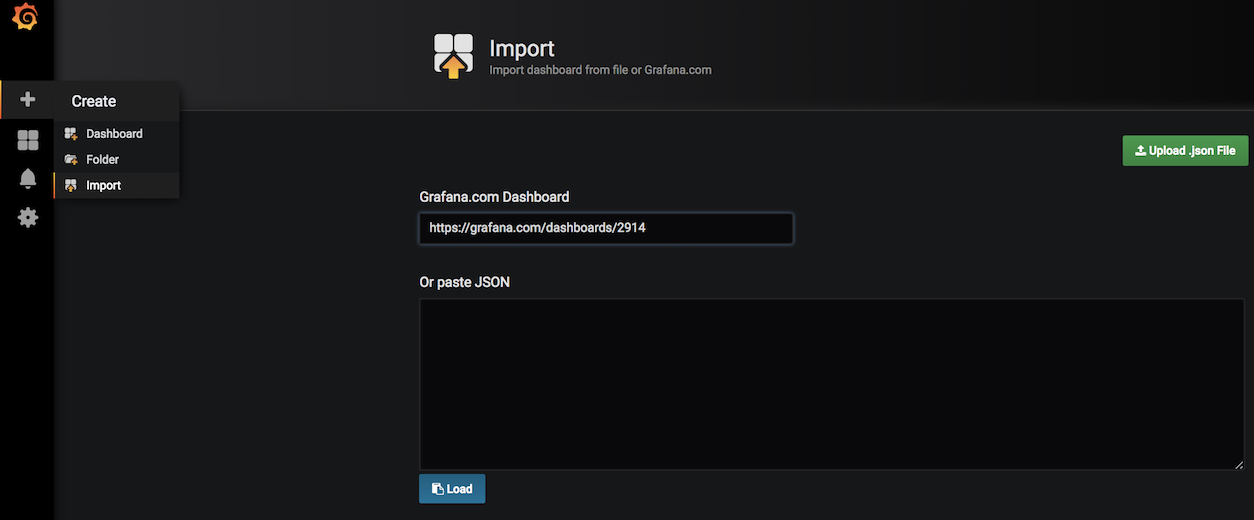 Import
Import dashboard from file or Grafana.com
Create
Dashboard
Folder
Import
Upload .json File
Grafana.com Dashboard
https://grafana.com/dashboards/2914
Or paste JSON
Load